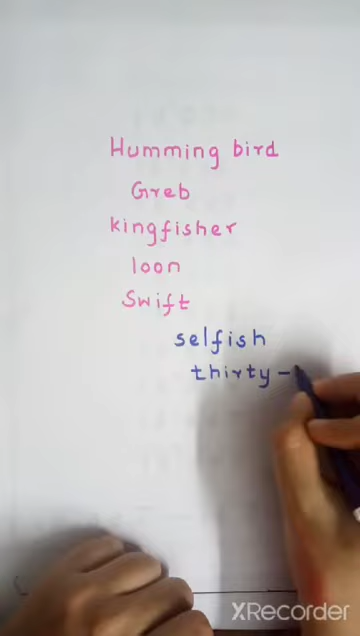 Humming bird
Greb
kingfisher
loon
Swift
selfish
thirty -
XRecorder